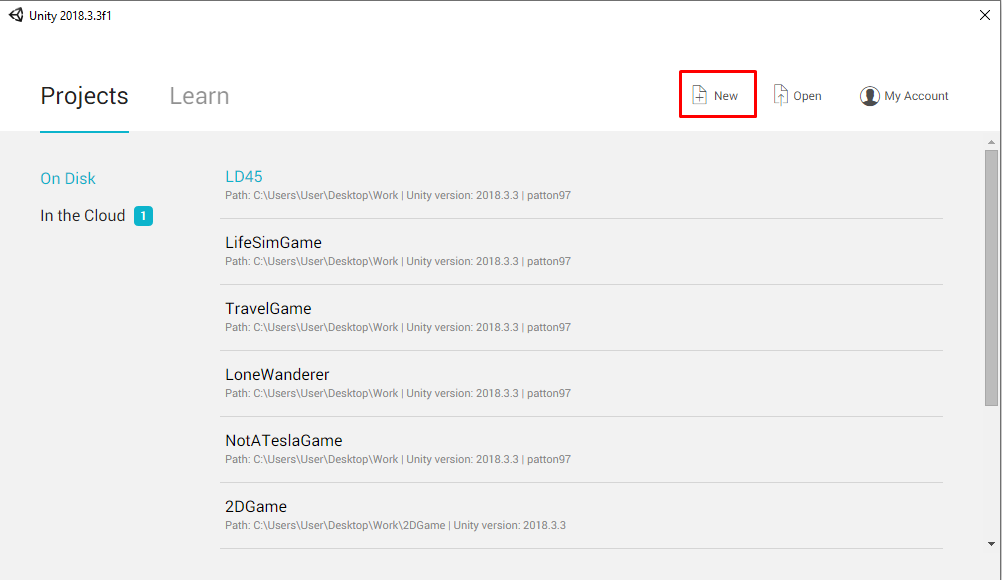 Unity 2018.3.3f1
Projects
Learn
New
Open
My Account
On Disk
In the Cloud 1
LD45
Path: C:\Users\User\Desktop\Work | Unity version: 2018.3.3 | patton97
LifeSimGame
Path: C:\Users\User\Desktop\Work | Unity version: 2018.3.3 | patton97
TravelGame
Path: C:\Users\User\Desktop\Work | Unity version: 2018.3.3 | patton97
LoneWanderer
Path: C:\Users\User\Desktop\Work | Unity version: 2018.3.3 | patton97
NotATeslaGame
Path: C:\Users\User\Desktop\Work | Unity version: 2018.3.3 | patton97
2DGame
Path: C:\Users\User\Desktop\Work\2DGame | Unity version: 2018.3.3